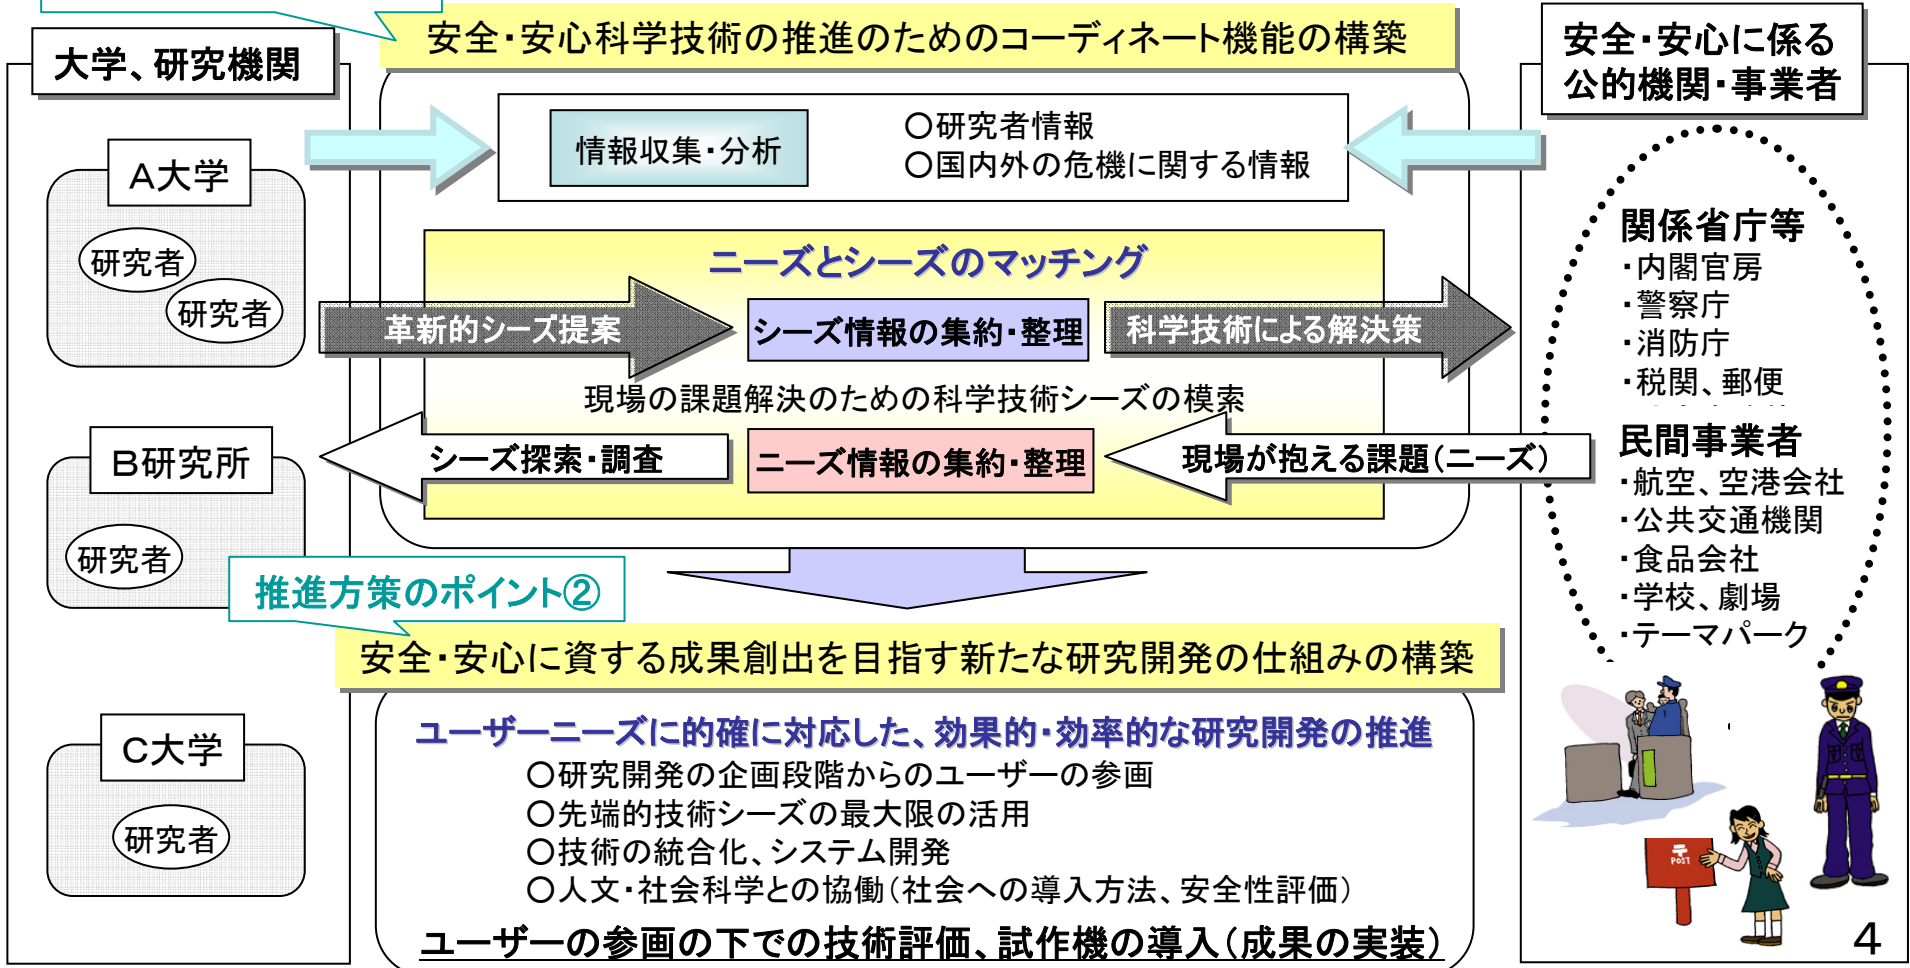 安全・安心科学技術の推進のためのコーディネート機能の構築
大学、研究機関
安全・安心に係る
公的機関・事業者
情報収集・分析
○研究者情報
○国内外の危機に関する情報
A大学
研究者
研究者
ニーズとシーズのマッチング
革新的シーズ提案
シーズ情報の集約・整理
科学技術による解決策
現場の課題解決のための科学技術シーズの模索
シーズ探索・調査
ニーズ情報の集約・整理
現場が抱える課題(ニーズ)
関係省庁等
・内閣官房
・警察庁
・消防庁
・税関、郵便
民間事業者
・航空、空港会社
・公共交通機関
・食品会社
・学校、劇場
・テーマパーク
B研究所
研究者
推進方策のポイント②
安全・安心に資する成果創出を目指す新たな研究開発の仕組みの構築
C大学
研究者
ユーザーニーズに的確に対応した、効果的・効率的な研究開発の推進
○研究開発の企画段階からのユーザーの参画
○先端的技術シーズの最大限の活用
○技術の統合化、システム開発
○人文・社会科学との協働(社会への導入方法、安全性評価)
ユーザーの参画の下での技術評価、試作機の導入(成果の実装)
〒
POST
4